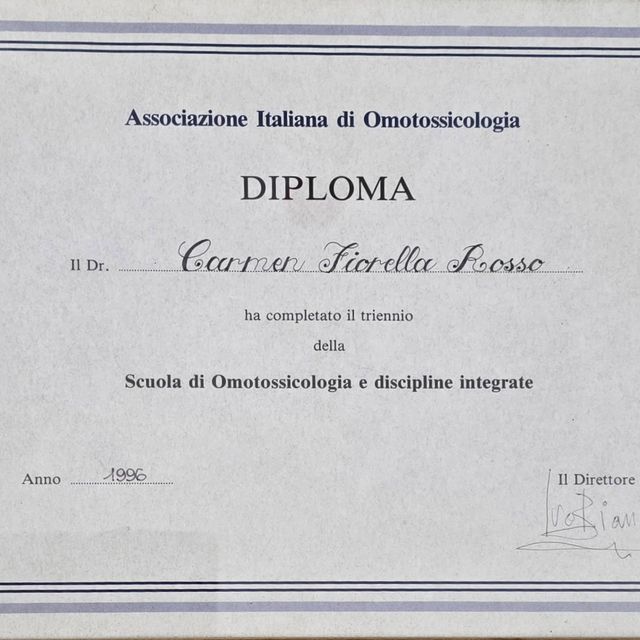 Associazione Italiana di Omotossicologia
DIPLOMA
Il Dr. Carmen Fiorella Rosso
ha completato il triennio
della
Scuola di Omotossicologia e discipline integrate
Anno 1996
Il Direttore